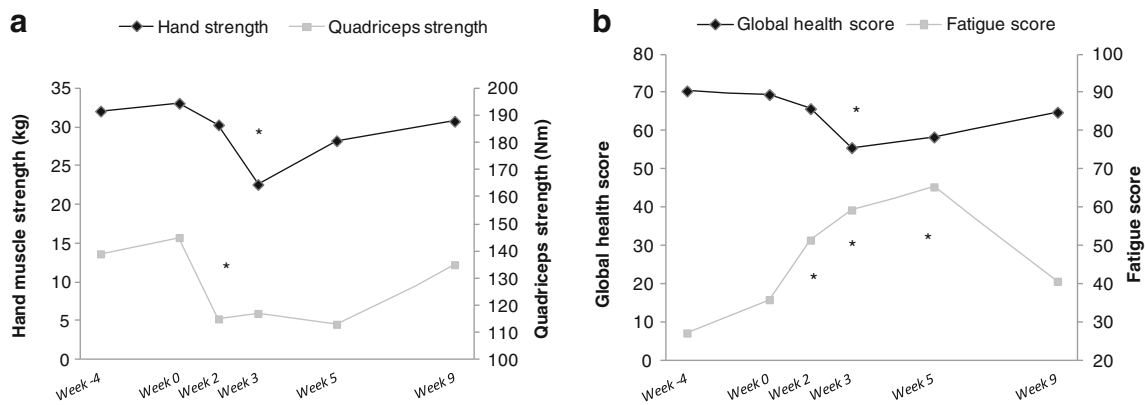 a
Hand strength
Quadriceps strength
Hand muscle strength (kg)
35
30
25
20
15
10
5
0
*
*
200
190
180
170
160
150
140
130
120
110
100
Quadriceps strength (Nm)
Week -4
Week 0
Week 2
Week 3
Week 5
Week 9
b
Global health score
Fatigue score
Global health score
80
70
60
50
40
30
20
10
0
*
*
*
*
100
90
80
70
60
50
40
30
20
Fatigue score
Week -4
Week 0
Week 2
Week 3
Week 5
Week 9